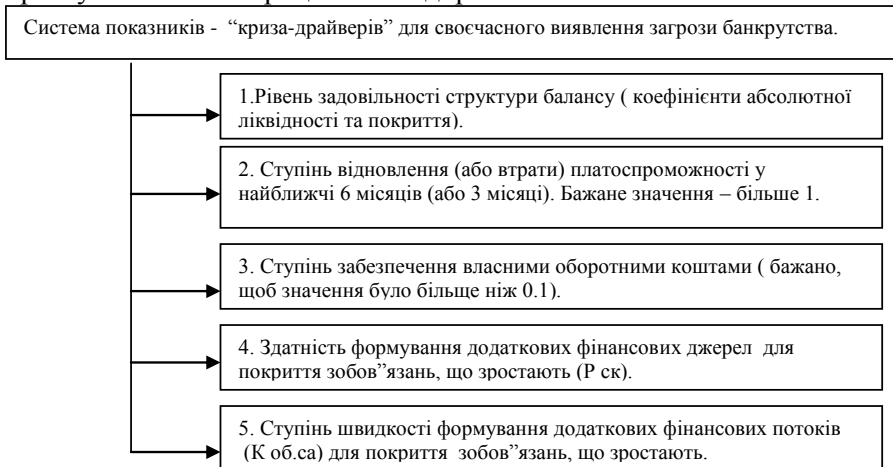 Система показників - “криза-драйверів” для своєчасного виявлення загрози банкрутства.
1.Рівень задовільності структури балансу ( коефінієнти абсолютної
ліквідності та покриття).
2. Ступінь відновлення (або втрати) платоспроможності у
найближчі 6 місяців (або 3 місяці). Бажане значення – більше 1.
3. Ступінь забезпечення власними оборотними коштами ( бажано,
щоб значення було більше ніж 0.1).
4. Здатність формування додаткових фінансових джерел для
покриття зобов”язань, що зростають (Р ск).
5. Ступінь швидкості формування додаткових фінансових потоків
(К об.са) для покриття зобов”язань, що зростають.